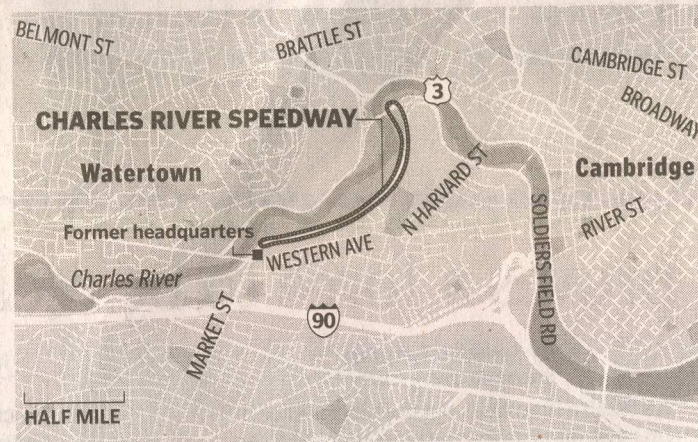 BELMONT ST
BRATTLE ST
CAMBRIDGE ST
3
BROADWAY
CHARLES RIVER SPEEDWAY
Watertown
Cambridge
N HARVARD ST
RIVER ST
SOLDIERS FIELD RD
Former headquarters
WESTERN AVE
Charles River
MARKET ST
90
HALF MILE